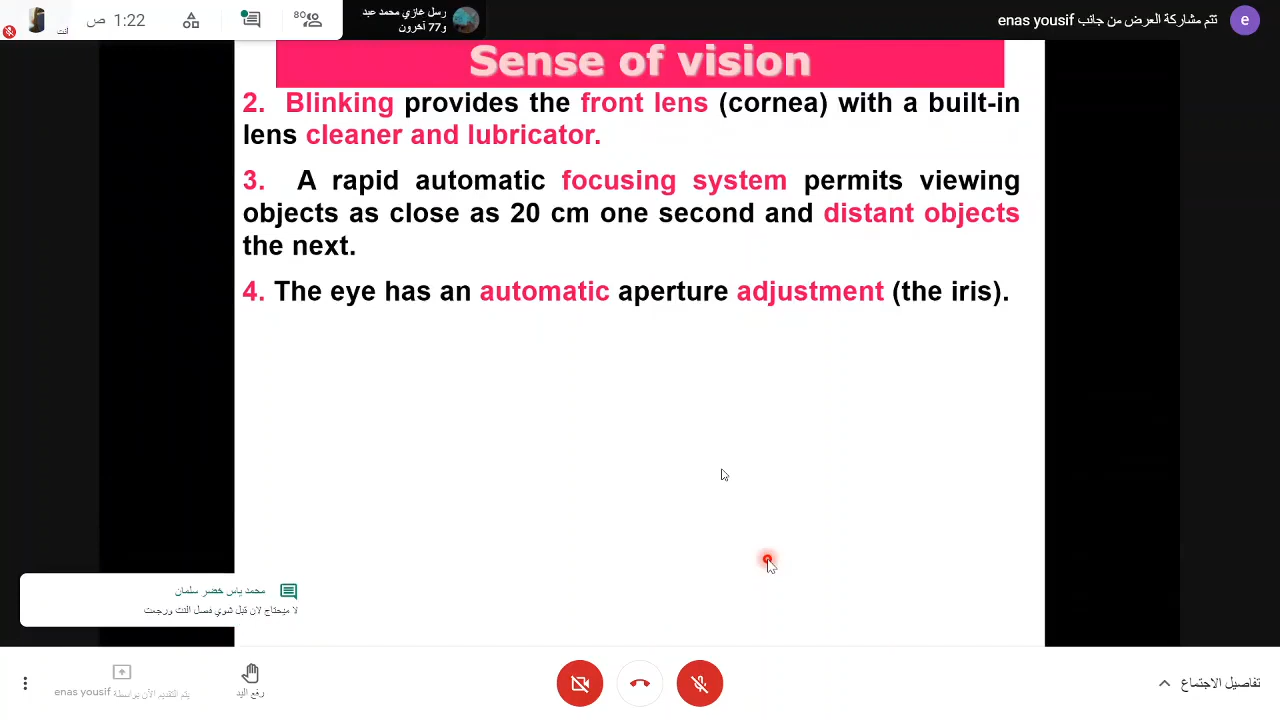 1:22 ص
80
رسل غازي محمد عبد
و77 آخرون
تتم مشاركة العرض من جانب enas yousif
e
أنت
Sense of vision
2. Blinking provides the front lens (cornea) with a built-in
lens cleaner and lubricator.
3. A rapid automatic focusing system permits viewing
objects as close as 20 cm one second and distant objects
the next.
4. The eye has an automatic aperture adjustment (the iris).
محمد ياس خضر سلمان
لا ميحتاج لان قبل شوي فصل النت ورجعت
تفاصيل الاجتماع
رفع اليد
يتم التقديم الآن بواسطة enas yousif